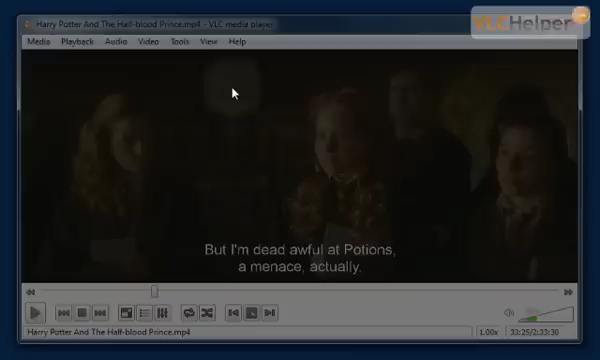 Harry Potter And The Half-blood Prince.mp4 - VLC media player
VLCHelper
Media Playback Audio Video Tools View Help
But I'm dead awful at Potions,
a menace, actually.
Harry Potter And The Half-blood Prince.mp4 1.00x 33:25/2:33:30